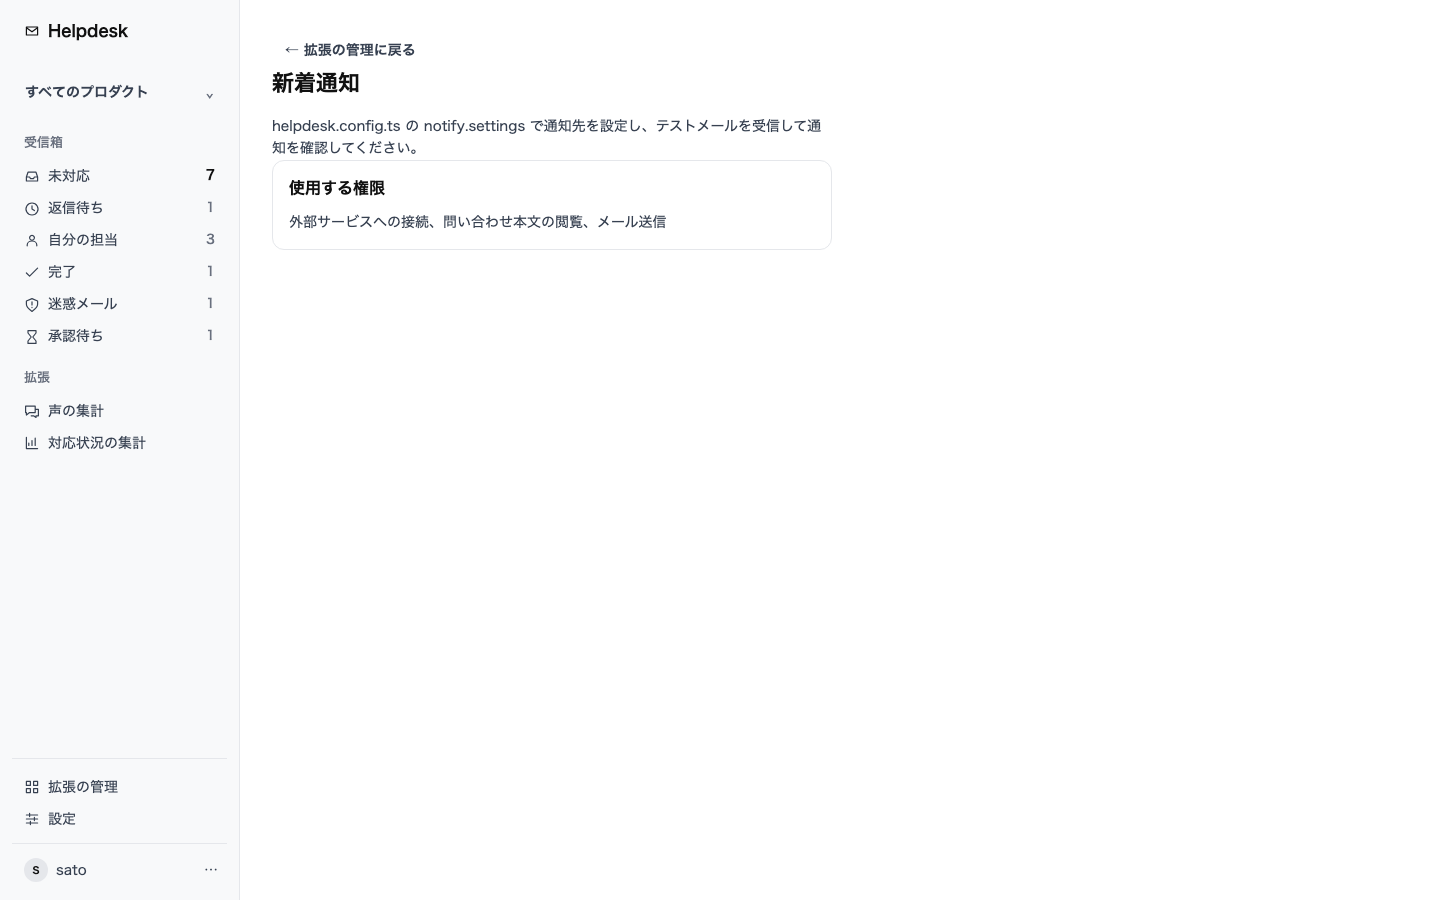 Helpdesk
すべてのプロダクト
受信箱
未対応 7
返信待ち 1
自分の担当 3
完了 1
迷惑メール 1
承認待ち 1
拡張
声の集計
対応状況の集計
拡張の管理
設定
S sato ...
← 拡張の管理に戻る
新着通知
helpdesk.config.ts の notify.settings で通知先を設定し、テストメールを受信して通
知を確認してください。
使用する権限
外部サービスへの接続、問い合わせ本文の閲覧、メール送信